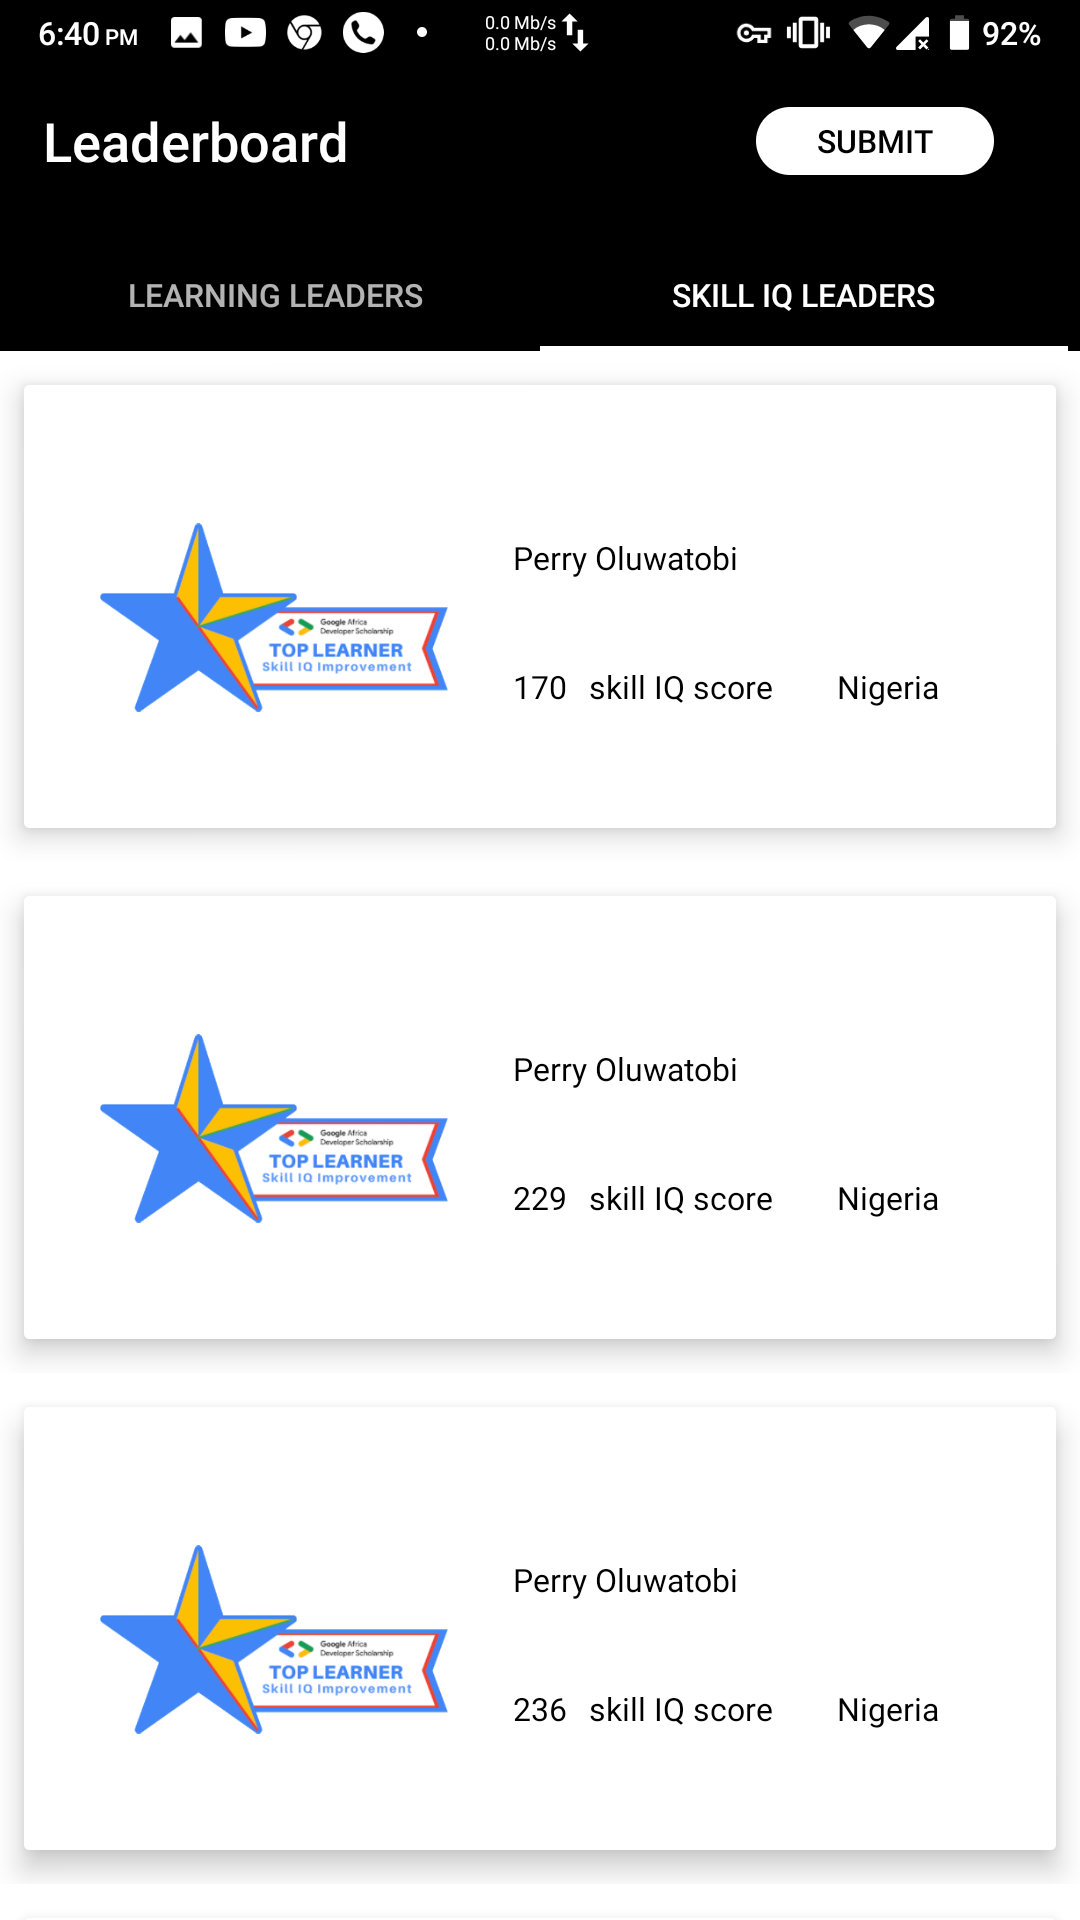 6:40 PM
0.0 Mb/s
0.0 Mb/s
92%
Leaderboard
SUBMIT
LEARNING LEADERS
SKILL IQ LEADERS
Perry Oluwatobi
Google Africa
Developer Scholarship
TOP LEARNER
Skill IQ Improvement
170 skill IQ score Nigeria
Perry Oluwatobi
Google Africa
Developer Scholarship
TOP LEARNER
Skill IQ Improvement
229 skill IQ score Nigeria
Perry Oluwatobi
Google Africa
Developer Scholarship
TOP LEARNER
Skill IQ Improvement
236 skill IQ score Nigeria